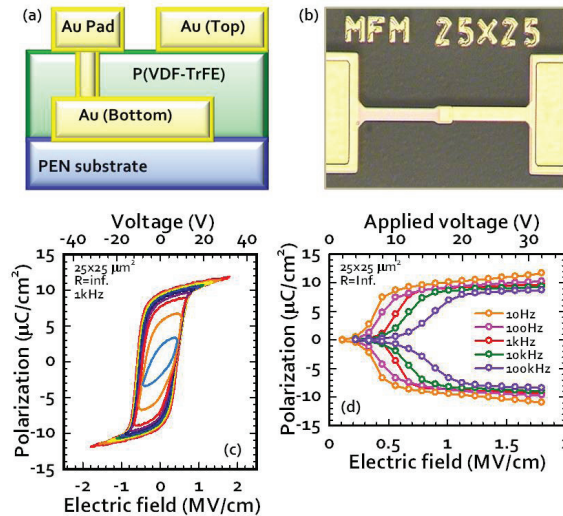 (a)
Au Pad
Au (Top)
P(VDF-TrFE)
Au (Bottom)
PEN substrate
(b)
MFM 25X25
Voltage (V)
-40 -20 0 20 40
Polarization (µC/cm²)
15
10
5
0
-5
-10
-15
25x25 µm²
R=inf.
1kHz
(c)
-2 -1 0 1 2
Electric field (MV/cm)
Applied voltage (V)
0 10 20 30
Polarization (µC/cm²)
15
10
5
0
-5
-10
-15
25x25 µm²
R=Inf.
10Hz
100Hz
1kHz
10kHz
100kHz
(d)
0 0.5 1 1.8
Electric field (MV/cm)